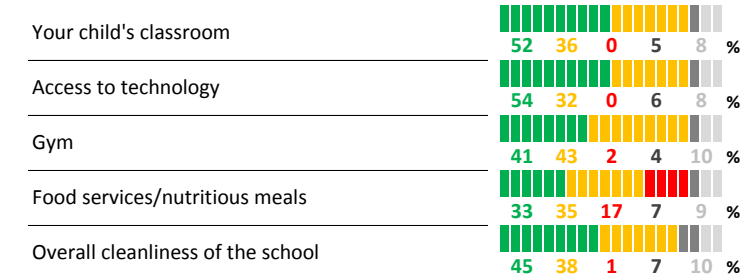 Your child's classroom
52 36 0 5 8 %
Access to technology
54 32 0 6 8 %
Gym
41 43 2 4 10 %
Food services/nutritious meals
33 35 17 7 9 %
Overall cleanliness of the school
45 38 1 7 10 %